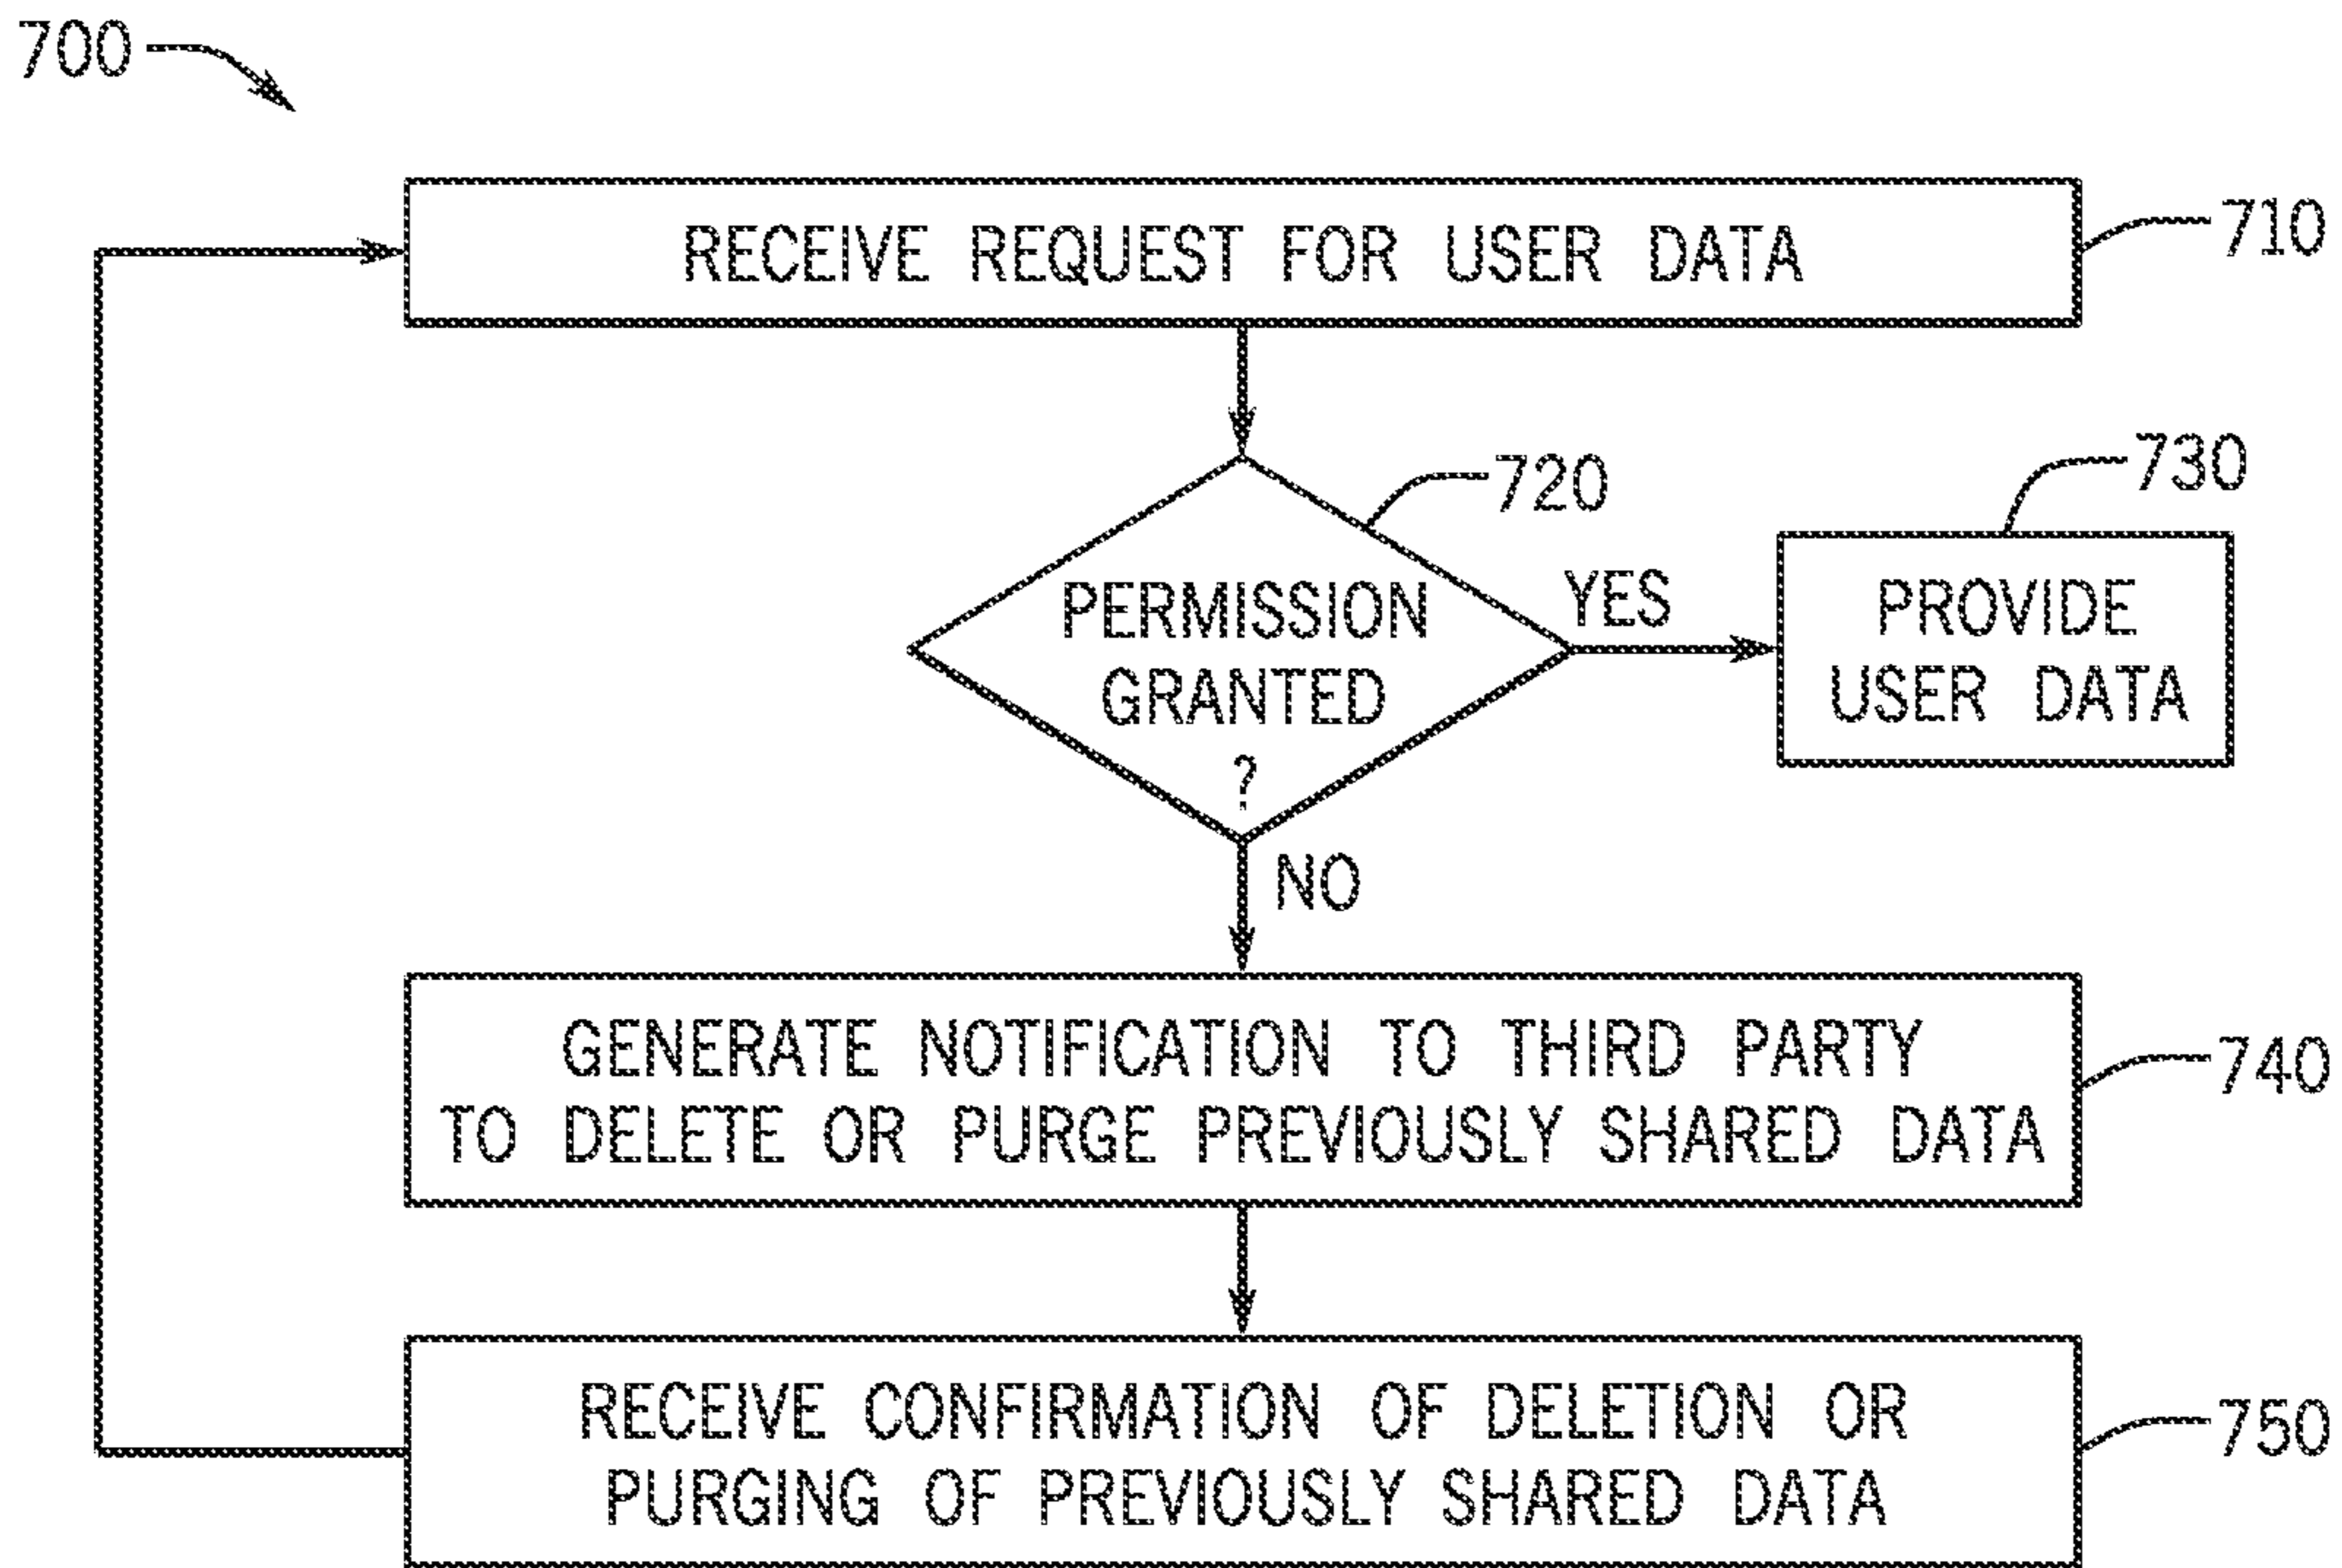 700
RECEIVE REQUEST FOR USER DATA
710
720
730
PERMISSION
GRANTED
?
YES
PROVIDE
USER DATA
NO
GENERATE NOTIFICATION TO THIRD PARTY
TO DELETE OR PURGE PREVIOUSLY SHARED DATA
740
RECEIVE CONFIRMATION OF DELETION OR
PURGING OF PREVIOUSLY SHARED DATA
750